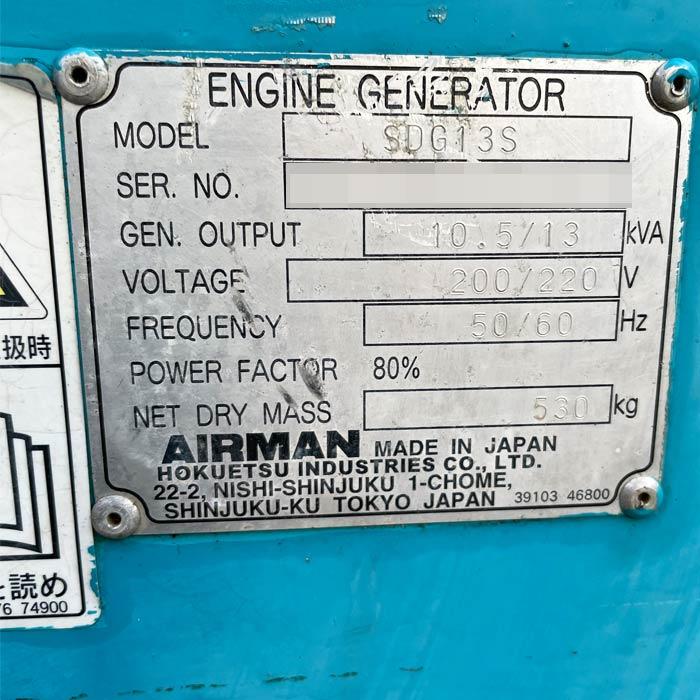 ENGINE GENERATOR
MODEL SDG13S
SER. NO.
GEN. OUTPUT 10.5/13 kVA
VOLTAGE 200/220 V
FREQUENCY 50/60 Hz
POWER FACTOR 80%
NET DRY MASS 530 kg
AIRMAN MADE IN JAPAN
HOKUETSU INDUSTRIES CO., LTD.
22-2, NISHI-SHINJUKU 1-CHOME,
SHINJUKU-KU TOKYO JAPAN 39103 46800
扱時
読め
74900